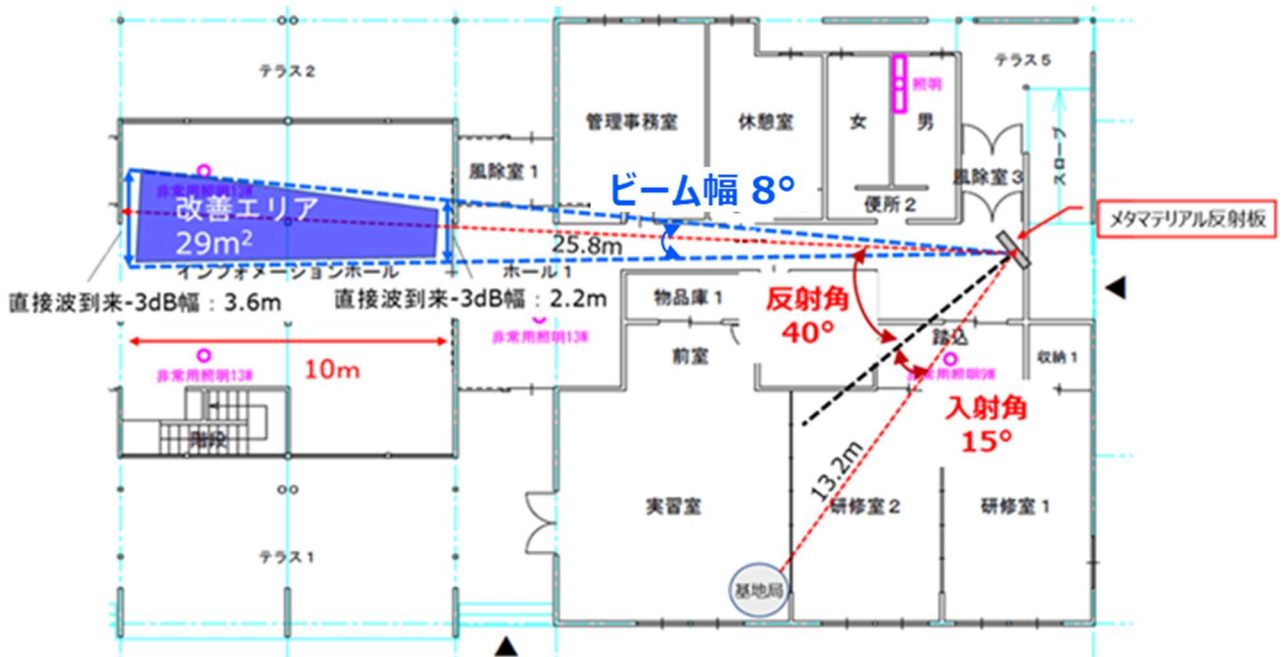 テラス2
テラス5
照明
管理事務室
休憩室
女
男
スロープ
風除室1
風除室3
ビーム幅 8°
便所2
非常用照明13W
改善エリア
29m²
メタマテリアル反射板
25.8m
インフォメーションホール
ホール1
直接波到来-3dB幅：3.6m
直接波到来-3dB幅：2.2m
物品庫1
反射角
40°
非常用照明13W
踏込
前室
収納1
10m
非常用照明13W
非常用照明9W
入射角
15°
階段
13.2m
実習室
研修室2
研修室1
テラス1
基地局